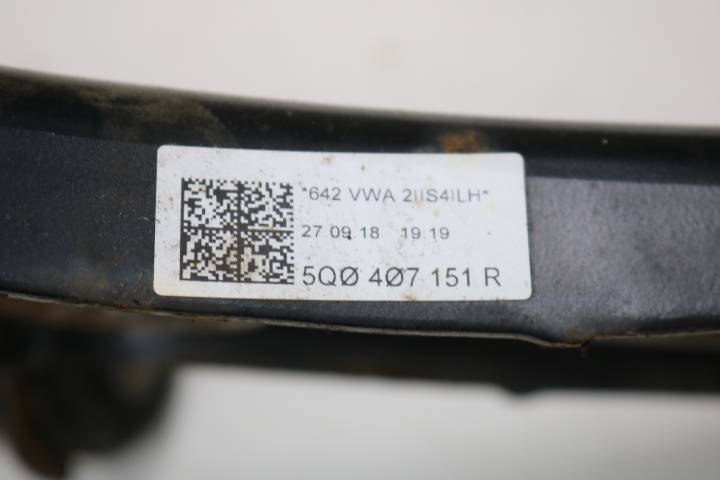 *642 VWA 2IIS4ILH*
27.09.18 19.19
5QØ 4Ø7 151 R